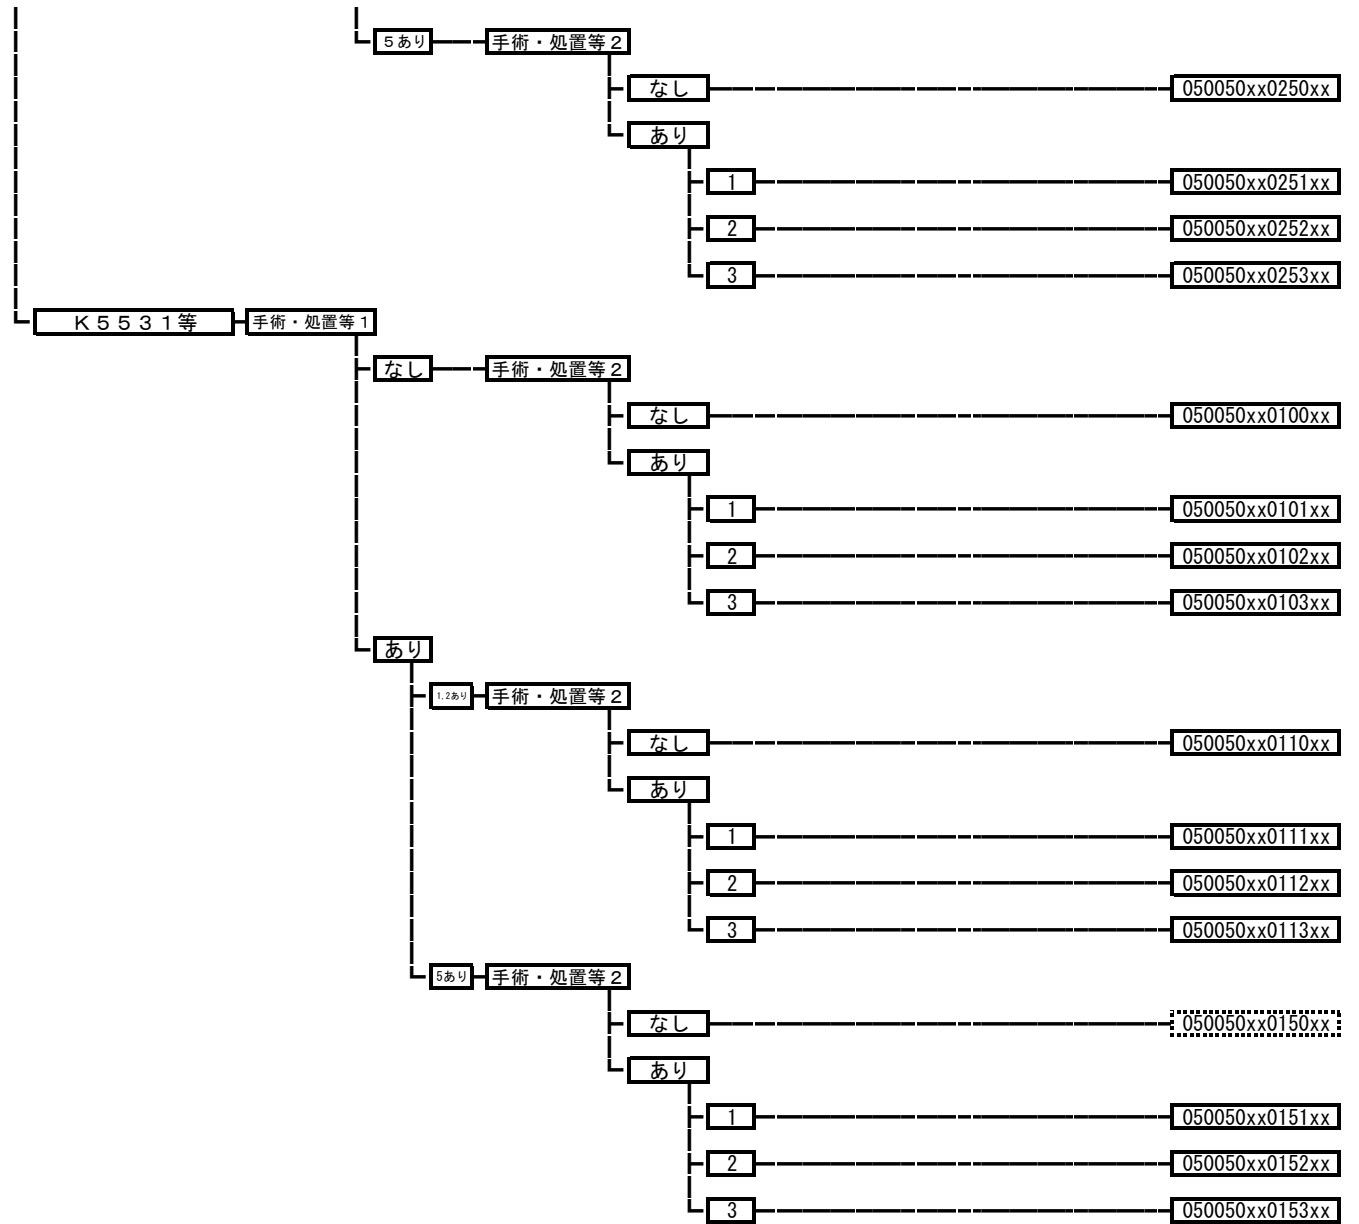 ５あり 手術・処置等２
なし 050050xx0250xx
あり
1 050050xx0251xx
2 050050xx0252xx
3 050050xx0253xx
Ｋ５５３１等 手術・処置等１
なし 手術・処置等２
なし 050050xx0100xx
あり
1 050050xx0101xx
2 050050xx0102xx
3 050050xx0103xx
あり
1,2あり 手術・処置等２
なし 050050xx0110xx
あり
1 050050xx0111xx
2 050050xx0112xx
3 050050xx0113xx
5あり 手術・処置等２
なし 050050xx0150xx
あり
1 050050xx0151xx
2 050050xx0152xx
3 050050xx0153xx